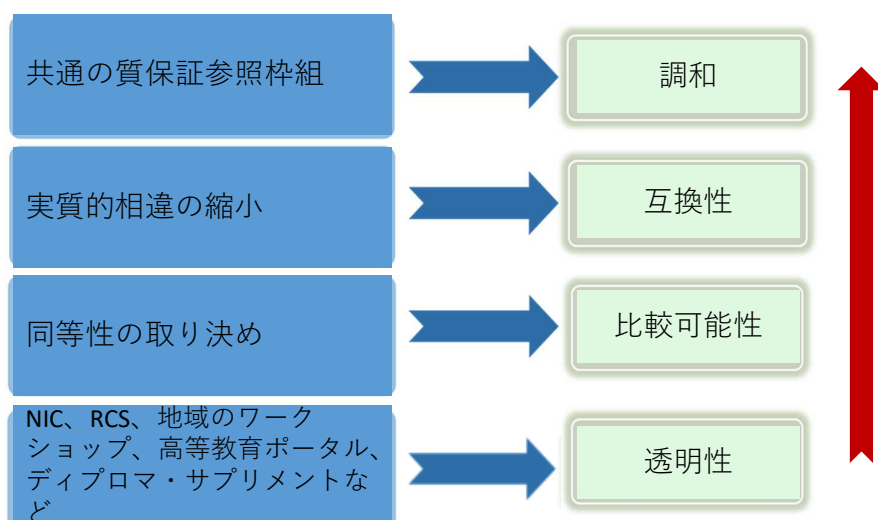 共通の質保証参照枠組
調和
実質的相違の縮小
互換性
同等性の取り決め
比較可能性
NIC、RCS、地域のワーク
ショップ、高等教育ポータル、
ディプロマ・サプリメントな
ど
透明性